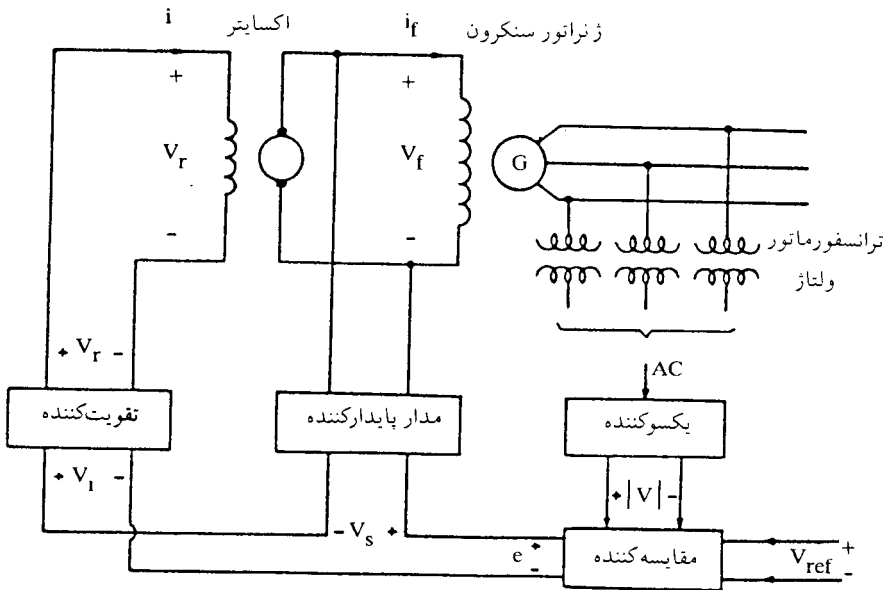 i
اکسایتر
i_f
ژنراتور سنکرون
+
+
V_r
V_f
G
-
-
ترانسفورماتور
ولتاژ
+ V_r -
AC
تقویت‌کننده
مدار پایدارکننده
یکسوکننده
+ V_1 -
+ |V| -
- V_s +
e
+
-
مقایسه‌کننده
V_ref
+
-